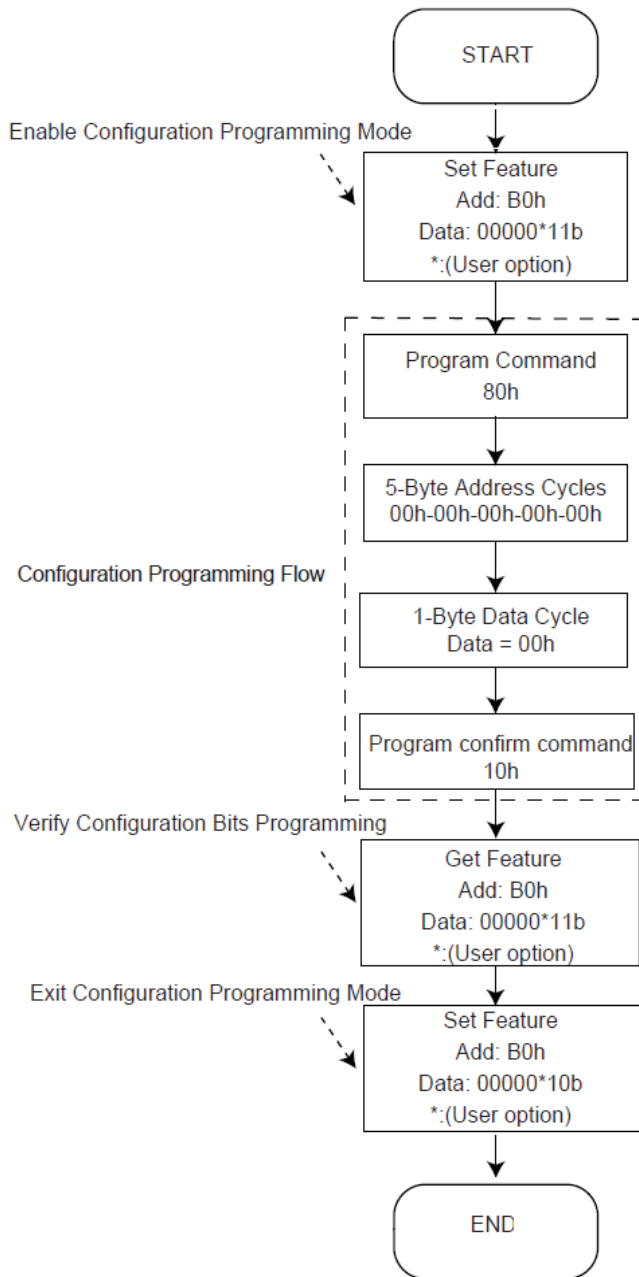 START
Enable Configuration Programming Mode
Set Feature
Add: B0h
Data: 00000*11b
*:(User option)
Program Command
80h
5-Byte Address Cycles
00h-00h-00h-00h-00h
Configuration Programming Flow
1-Byte Data Cycle
Data = 00h
Program confirm command
10h
Verify Configuration Bits Programming
Get Feature
Add: B0h
Data: 00000*11b
*:(User option)
Exit Configuration Programming Mode
Set Feature
Add: B0h
Data: 00000*10b
*:(User option)
END